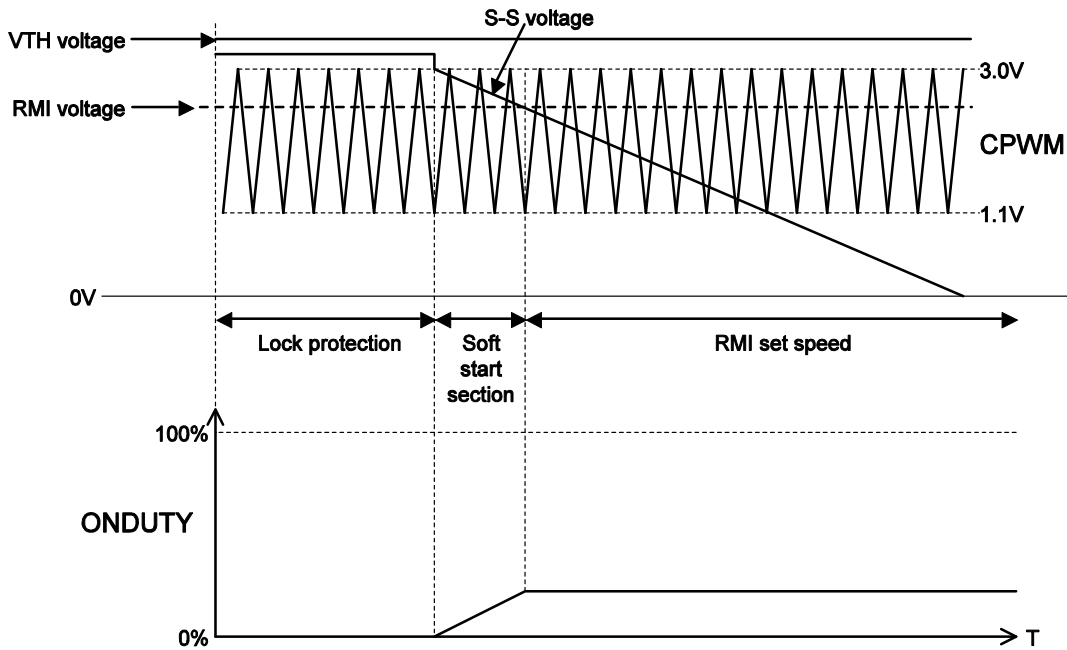 S-S voltage
VTH voltage
3.0V
RMI voltage
CPWM
1.1V
0V
Lock protection
Soft
start
section
RMI set speed
100%
ONDUTY
0%
T